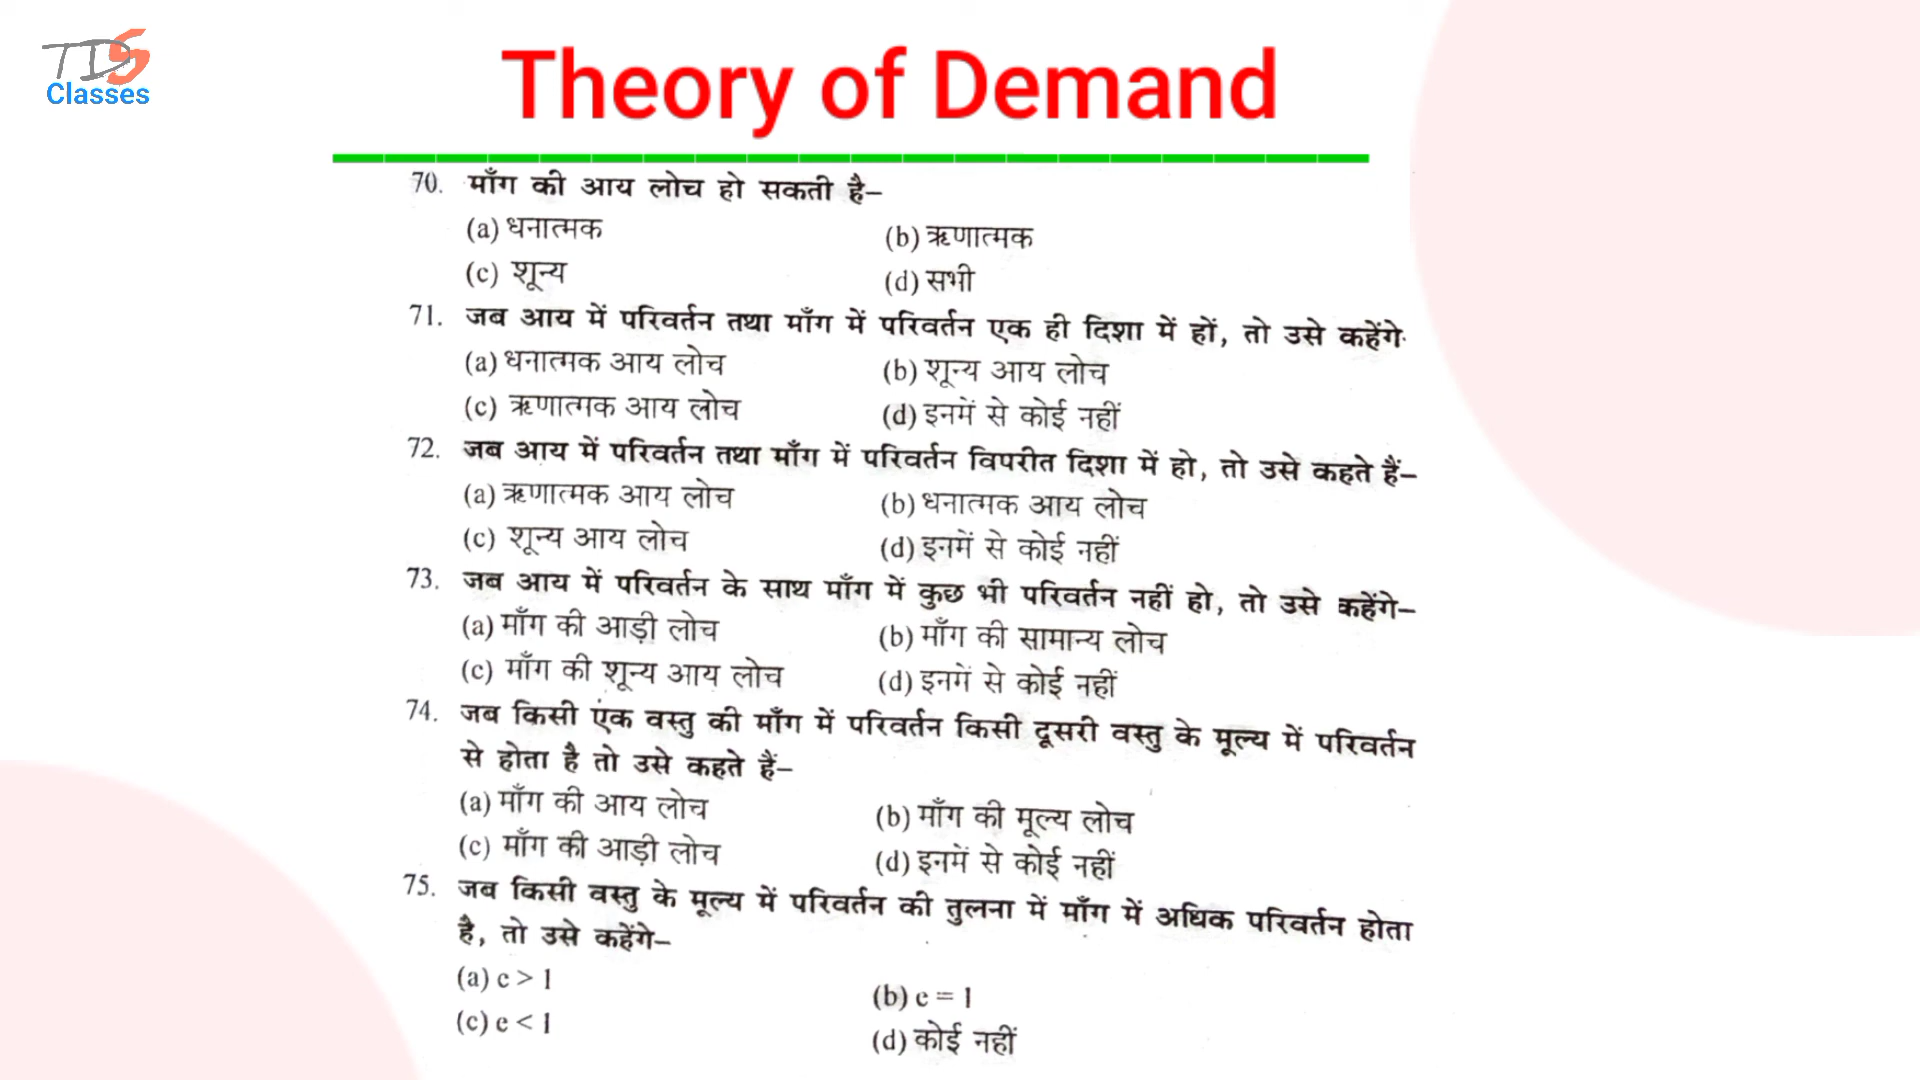 TDS
Classes
Theory of Demand
70. माँग की आय लोच हो सकती है–
(a) धनात्मक (b) ऋणात्मक
(c) शून्य (d) सभी
71. जब आय में परिवर्तन तथा माँग में परिवर्तन एक ही दिशा में हों, तो उसे कहेंगे-
(a) धनात्मक आय लोच (b) शून्य आय लोच
(c) ऋणात्मक आय लोच (d) इनमें से कोई नहीं
72. जब आय में परिवर्तन तथा माँग में परिवर्तन विपरीत दिशा में हो, तो उसे कहते हैं–
(a) ऋणात्मक आय लोच (b) धनात्मक आय लोच
(c) शून्य आय लोच (d) इनमें से कोई नहीं
73. जब आय में परिवर्तन के साथ माँग में कुछ भी परिवर्तन नहीं हो, तो उसे कहेंगे–
(a) माँग की आड़ी लोच (b) माँग की सामान्य लोच
(c) माँग की शून्य आय लोच (d) इनमें से कोई नहीं
74. जब किसी एक वस्तु की माँग में परिवर्तन किसी दूसरी वस्तु के मूल्य में परिवर्तन
से होता है तो उसे कहते हैं–
(a) माँग की आय लोच (b) माँग की मूल्य लोच
(c) माँग की आड़ी लोच (d) इनमें से कोई नहीं
75. जब किसी वस्तु के मूल्य में परिवर्तन की तुलना में माँग में अधिक परिवर्तन होता
है, तो उसे कहेंगे–
(a) e > 1 (b) e = 1
(c) e < 1 (d) कोई नहीं